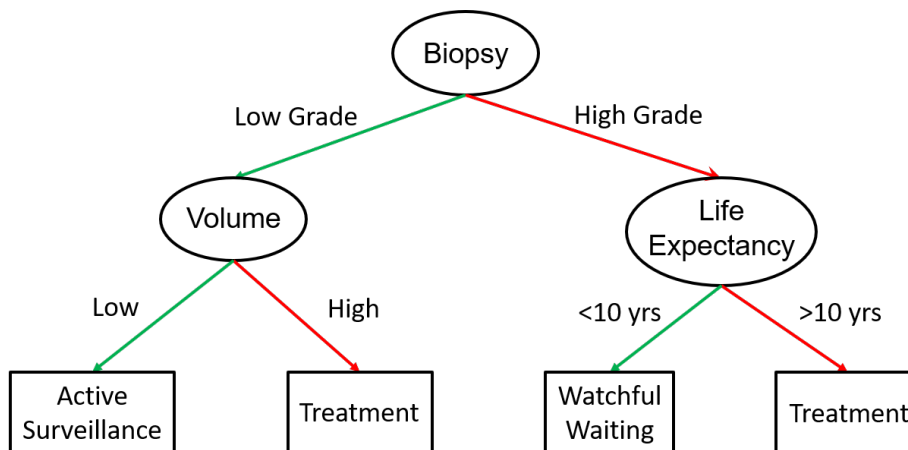 Biopsy
Low Grade
High Grade
Volume
Life
Expectancy
Low
High
<10 yrs
>10 yrs
Active
Surveillance
Treatment
Watchful
Waiting
Treatment